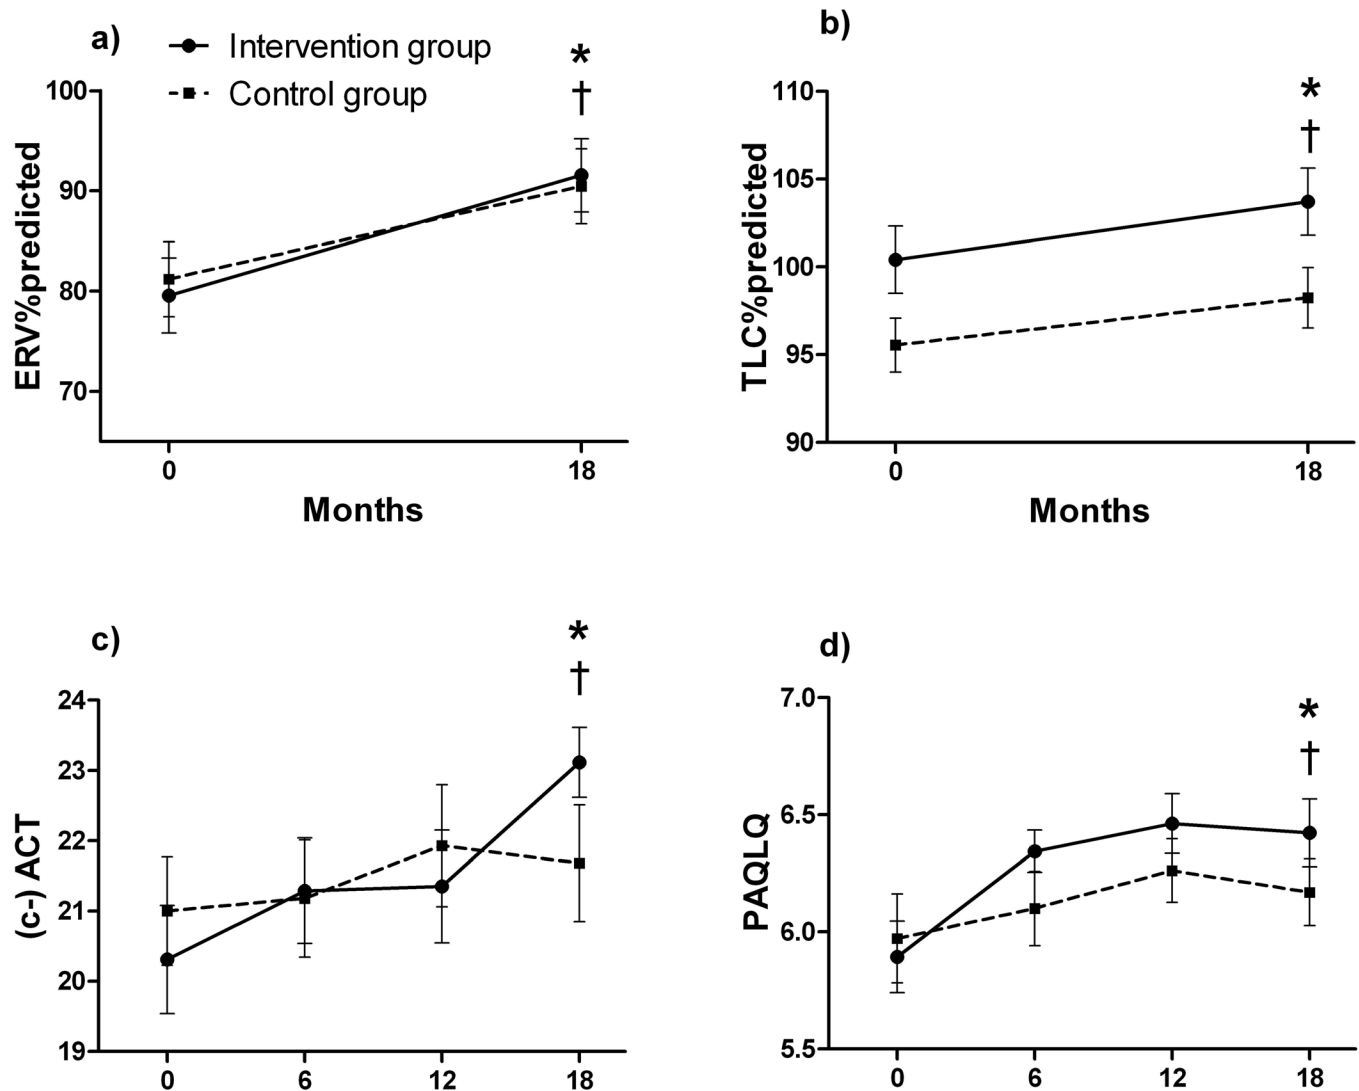 a)
Intervention group
Control group
*
†
100
90
80
70
ERV%predicted
0 18
Months
b)
*
†
110
105
100
95
90
TLC%predicted
0 18
Months
c)
*
†
24
23
22
21
20
19
(c-) ACT
0 6 12 18
d)
*
†
7.0
6.5
6.0
5.5
PAQLQ
0 6 12 18